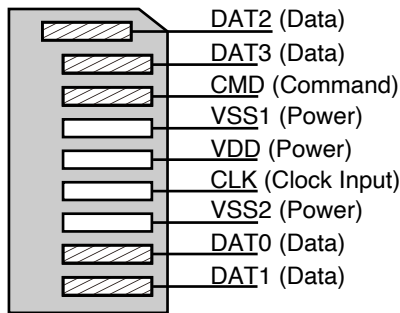 DAT2 (Data)
DAT3 (Data)
CMD (Command)
VSS1 (Power)
VDD (Power)
CLK (Clock Input)
VSS2 (Power)
DAT0 (Data)
DAT1 (Data)